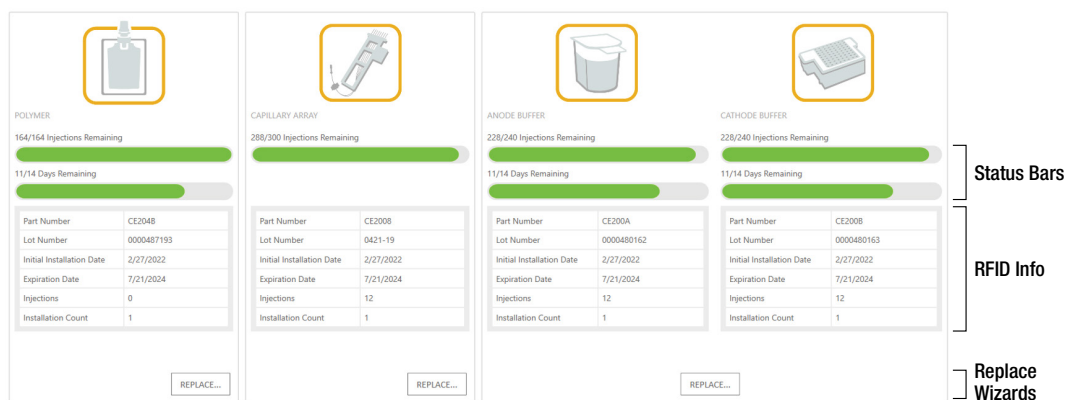 POLYMER
164/164 Injections Remaining
11/14 Days Remaining
Part Number CE204B
Lot Number 0000487193
Initial Installation Date 2/27/2022
Expiration Date 7/21/2024
Injections 0
Installation Count 1
REPLACE...
CAPILLARY ARRAY
288/300 Injections Remaining
Part Number CE2008
Lot Number 0421-19
Initial Installation Date 2/27/2022
Expiration Date 7/21/2024
Injections 12
Installation Count 1
REPLACE...
ANODE BUFFER
228/240 Injections Remaining
11/14 Days Remaining
Part Number CE200A
Lot Number 0000480162
Initial Installation Date 2/27/2022
Expiration Date 7/21/2024
Injections 12
Installation Count 1
CATHODE BUFFER
228/240 Injections Remaining
11/14 Days Remaining
Part Number CE200B
Lot Number 0000480163
Initial Installation Date 2/27/2022
Expiration Date 7/21/2024
Injections 12
Installation Count 1
REPLACE...
Status Bars
RFID Info
Replace
Wizards